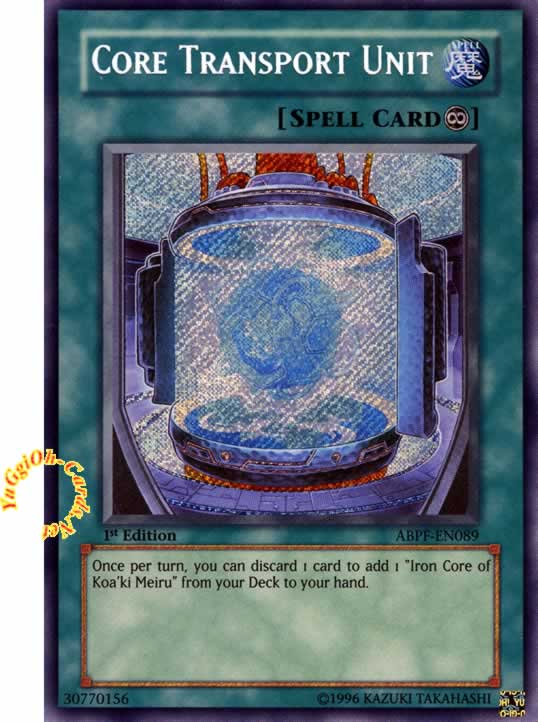 CORE TRANSPORT UNIT
SPELL
魔
[SPELL CARD]
YuGgiOh-Cards.Net
1st Edition ABPF-EN089
Once per turn, you can discard 1 card to add 1 "Iron Core of
Koa'ki Meiru" from your Deck to your hand.
30770156 ©1996 KAZUKI TAKAHASHI